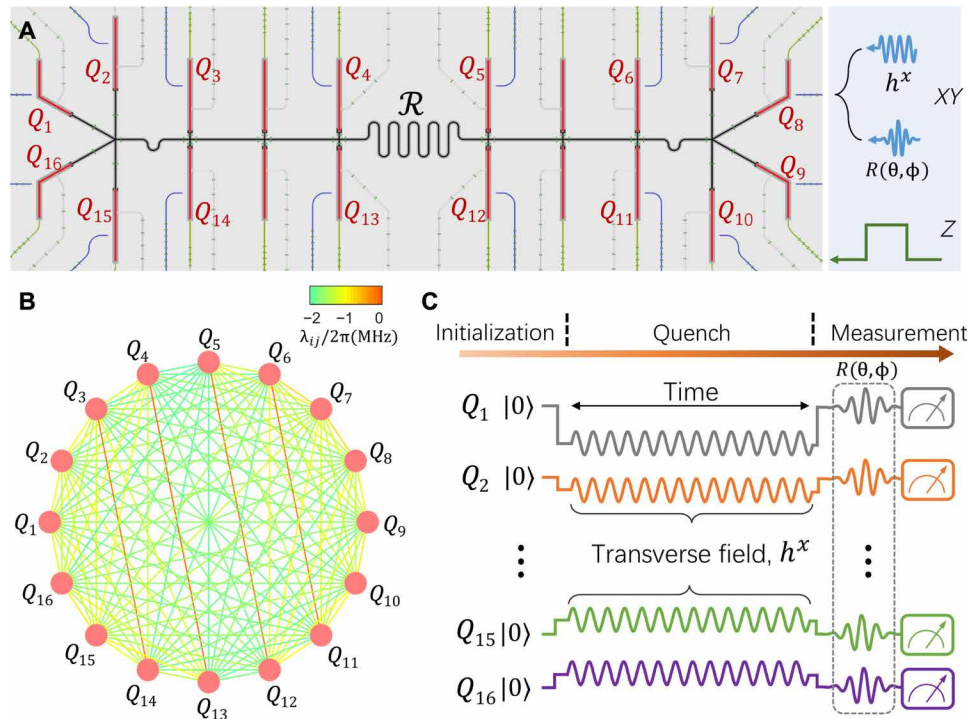 A
Q₂
Q₃
Q₄
Q₅
Q₆
Q₇
Q₁
ℛ
Q₈
Q₁₆
Q₉
Q₁₅
Q₁₄
Q₁₃
Q₁₂
Q₁₁
Q₁₀
hˣ
XY
R(θ,ϕ)
Z
B
−2 −1 0
λᵢⱼ/2π(MHz)
Q₅
Q₄
Q₆
Q₃
Q₇
Q₂
Q₈
Q₁
Q₉
Q₁₆
Q₁₀
Q₁₅
Q₁₁
Q₁₄
Q₁₂
Q₁₃
C
Initialization
Quench
Measurement
R(θ,ϕ)
Q₁ |0⟩
Time
Q₂ |0⟩
Transverse field, hˣ
Q₁₅ |0⟩
Q₁₆ |0⟩